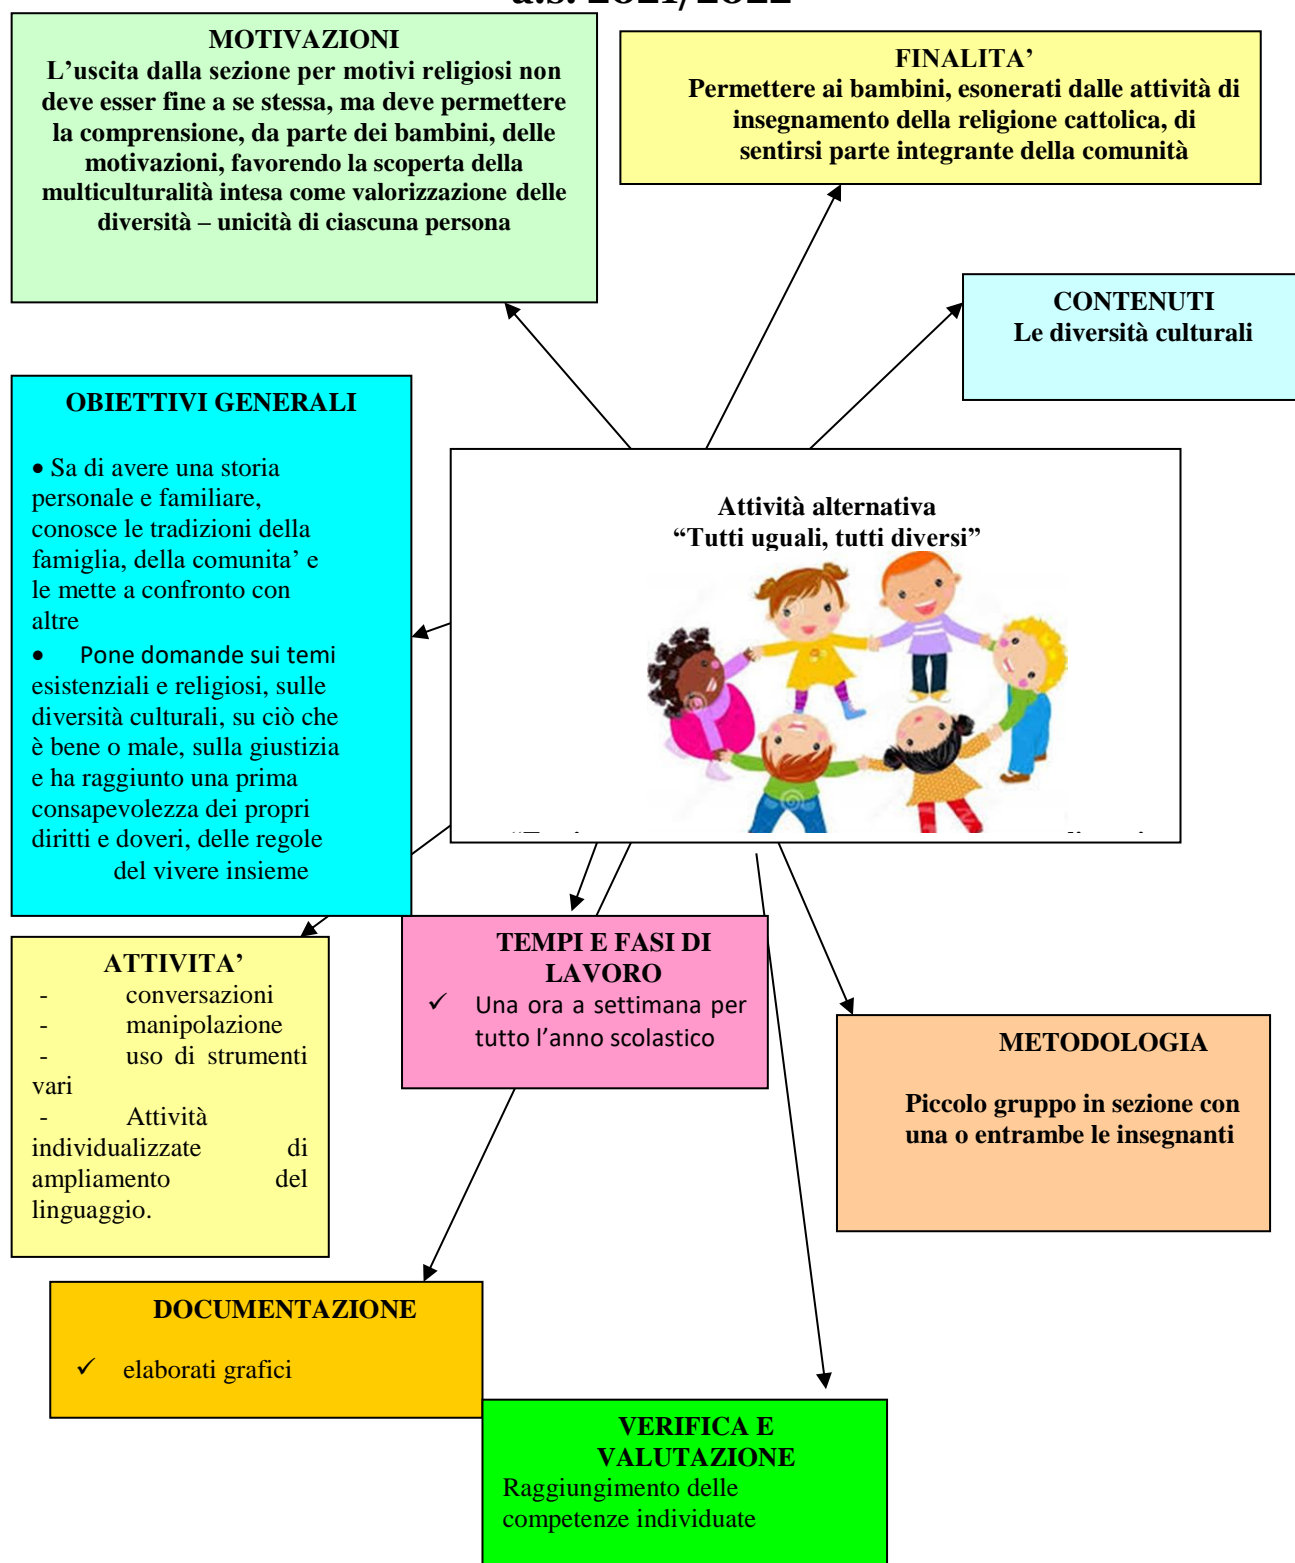 a.s. 2021/2022
MOTIVAZIONI
L’uscita dalla sezione per motivi religiosi non
deve esser fine a se stessa, ma deve permettere
la comprensione, da parte dei bambini, delle
motivazioni, favorendo la scoperta della
multiculturalità intesa come valorizzazione delle
diversità – unicità di ciascuna persona
FINALITA’
Permettere ai bambini, esonerati dalle attività di
insegnamento della religione cattolica, di
sentirsi parte integrante della comunità
CONTENUTI
Le diversità culturali
OBIETTIVI GENERALI
• Sa di avere una storia
personale e familiare,
conosce le tradizioni della
famiglia, della comunita’ e
le mette a confronto con
altre
• Pone domande sui temi
esistenziali e religiosi, sulle
diversità culturali, su ciò che
è bene o male, sulla giustizia
e ha raggiunto una prima
consapevolezza dei propri
diritti e doveri, delle regole
del vivere insieme
Attività alternativa
“Tutti uguali, tutti diversi”
ATTIVITA’
- conversazioni
- manipolazione
- uso di strumenti
vari
- Attività
individualizzate di
ampliamento del
linguaggio.
TEMPI E FASI DI
LAVORO
✓ Una ora a settimana per
tutto l’anno scolastico
METODOLOGIA
Piccolo gruppo in sezione con
una o entrambe le insegnanti
DOCUMENTAZIONE
✓ elaborati grafici
VERIFICA E
VALUTAZIONE
Raggiungimento delle
competenze individuate